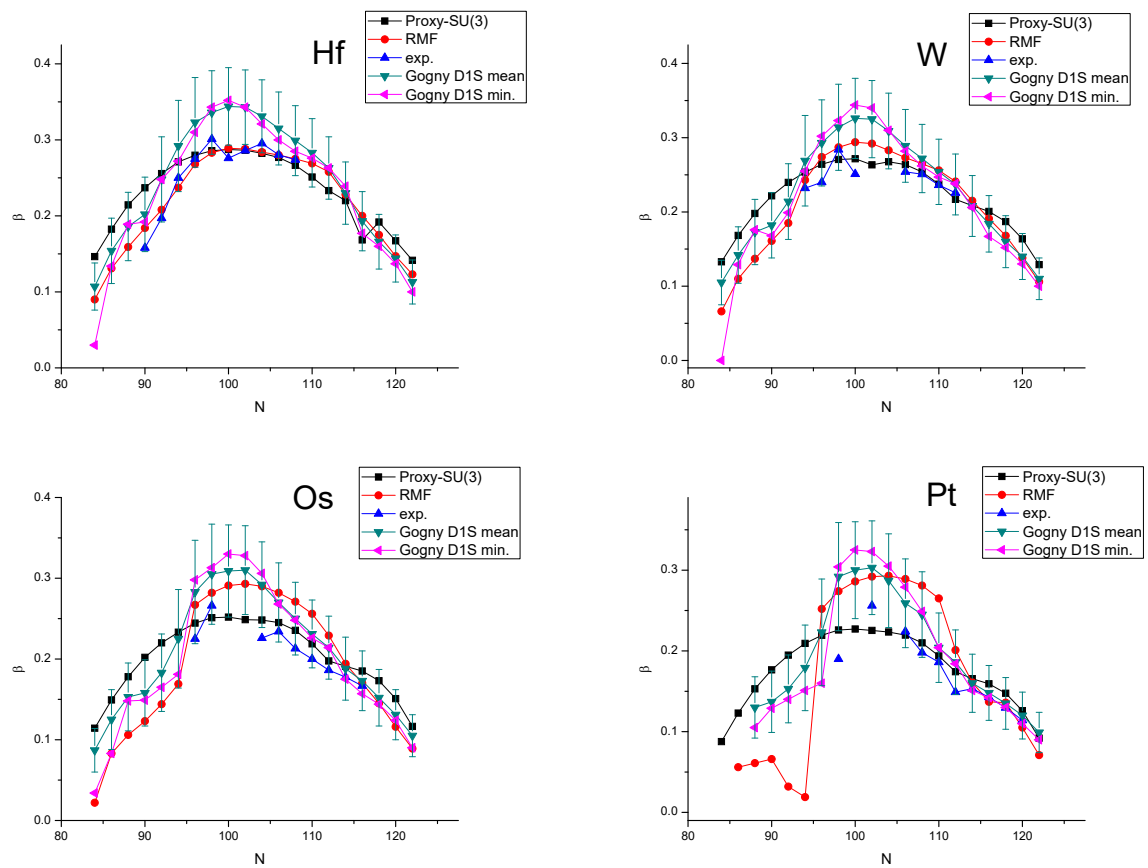 Hf
Proxy-SU(3)
RMF
exp.
Gogny D1S mean
Gogny D1S min.
0.4
0.3
0.2
0.1
0.0
β
80 90 100 110 120
N
W
Proxy-SU(3)
RMF
exp.
Gogny D1S mean
Gogny D1S min.
0.4
0.3
0.2
0.1
0.0
β
80 90 100 110 120
N
Os
Proxy-SU(3)
RMF
exp.
Gogny D1S mean
Gogny D1S min.
0.4
0.3
0.2
0.1
0.0
β
80 90 100 110 120
N
Pt
Proxy-SU(3)
RMF
exp.
Gogny D1S mean
Gogny D1S min.
0.3
0.2
0.1
0.0
β
80 90 100 110 120
N